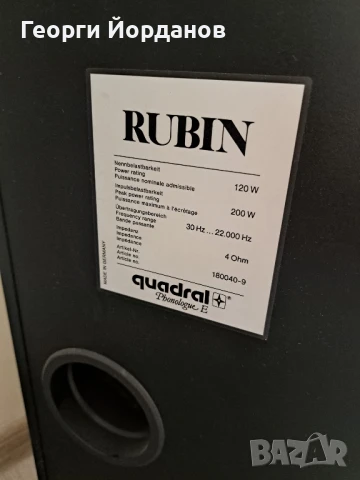 Георги Йорданов
RUBIN
Nennbelastbarkeit
Power rating
Puissance nominale admissible 120 W
Impulsbelastbarkeit
Peak power rating
Puissance maximum à l'écrêtage 200 W
Übertragungsbereich
Frequency range
Bande passante 30 Hz ... 22.000 Hz
Impedanz
Impedance
Impedance 4 Ohm
Artikel-Nr.
Article no.
Article no. 180040-9
MADE IN GERMANY
quadral®
Phonologue E
BAZAR